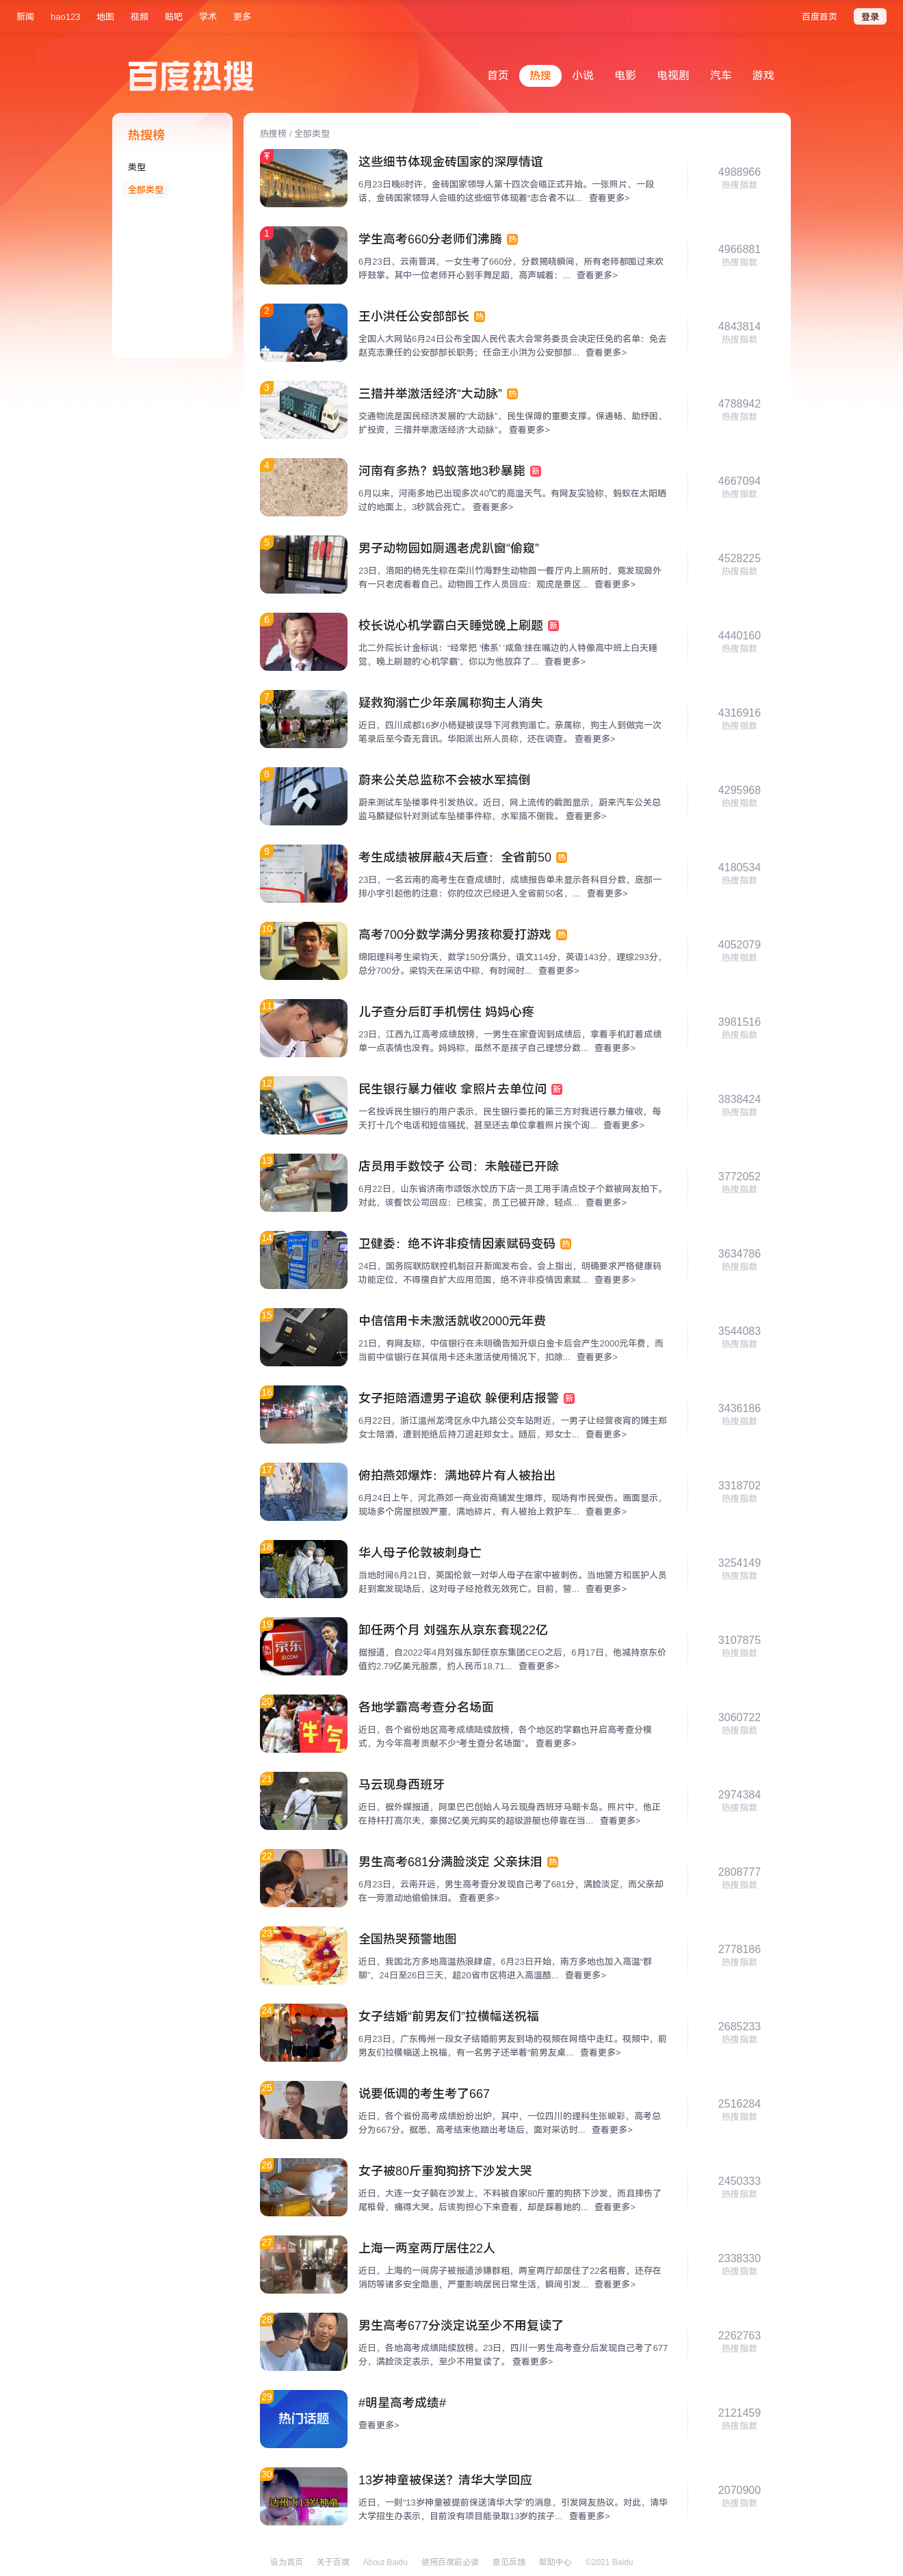 新闻 hao123 地图 视频 贴吧 学术 更多
百度首页 登录
百度热搜
首页 热搜 小说 电影 电视剧 汽车 游戏
热搜榜
类型
全部类型
热搜榜 / 全部类型
这些细节体现金砖国家的深厚情谊
6月23日晚8时许，金砖国家领导人第十四次会晤正式开始。一张照片、一段
话，金砖国家领导人会晤的这些细节体现着“志合者不以... 查看更多>
4988966
热搜指数
1
学生高考660分老师们沸腾 热
6月23日，云南普洱，一女生考了660分，分数揭晓瞬间，所有老师都围过来欢
呼鼓掌。其中一位老师开心到手舞足蹈，高声喊着：... 查看更多>
4966881
热搜指数
2
王小洪任公安部部长 热
全国人大网站6月24日公布全国人民代表大会常务委员会决定任免的名单：免去
赵克志兼任的公安部部长职务；任命王小洪为公安部部... 查看更多>
4843814
热搜指数
3
物流
三措并举激活经济“大动脉” 热
交通物流是国民经济发展的“大动脉”、民生保障的重要支撑。保通畅、助纾困、
扩投资，三措并举激活经济“大动脉”。 查看更多>
4788942
热搜指数
4
河南有多热？蚂蚁落地3秒暴毙 新
6月以来，河南多地已出现多次40℃的高温天气。有网友实验称，蚂蚁在太阳晒
过的地面上，3秒就会死亡。 查看更多>
4667094
热搜指数
5
男子动物园如厕遇老虎趴窗“偷窥”
23日，洛阳的杨先生称在栾川竹海野生动物园一餐厅内上厕所时，竟发现窗外
有一只老虎看着自己。动物园工作人员回应：观虎是景区... 查看更多>
4528225
热搜指数
6
校长说心机学霸白天睡觉晚上刷题 新
北二外院长计金标说：“经常把 ‘佛系’ ‘咸鱼’挂在嘴边的人特像高中班上白天睡
觉，晚上刷题的‘心机学霸’，你以为他放弃了... 查看更多>
4440160
热搜指数
7
疑救狗溺亡少年亲属称狗主人消失
近日，四川成都16岁小杨疑被误导下河救狗溺亡。亲属称，狗主人到做完一次
笔录后至今杳无音讯。华阳派出所人员称，还在调查。 查看更多>
4316916
热搜指数
8
蔚来公关总监称不会被水军搞倒
蔚来测试车坠楼事件引发热议。近日，网上流传的截图显示，蔚来汽车公关总
监马麟疑似针对测试车坠楼事件称，水军搞不倒我。 查看更多>
4295968
热搜指数
9
考生成绩被屏蔽4天后查：全省前50 热
23日，一名云南的高考生在查成绩时，成绩报告单未显示各科目分数，底部一
排小字引起他的注意：你的位次已经进入全省前50名，... 查看更多>
4180534
热搜指数
10
高考700分数学满分男孩称爱打游戏 热
绵阳理科考生梁钧天，数学150分满分，语文114分，英语143分，理综293分，
总分700分。梁钧天在采访中称，有时间时... 查看更多>
4052079
热搜指数
11
儿子查分后盯手机愣住 妈妈心疼
23日，江西九江高考成绩放榜，一男生在家查询到成绩后，拿着手机盯着成绩
单一点表情也没有。妈妈称，虽然不是孩子自己理想分数... 查看更多>
3981516
热搜指数
12
民生银行暴力催收 拿照片去单位问 新
一名投诉民生银行的用户表示，民生银行委托的第三方对我进行暴力催收，每
天打十几个电话和短信骚扰，甚至还去单位拿着照片挨个询... 查看更多>
3838424
热搜指数
13
店员用手数饺子 公司：未触碰已开除
6月22日，山东省济南市颂饭水饺历下店一员工用手清点饺子个数被网友拍下。
对此，该餐饮公司回应：已核实，员工已被开除，轻点... 查看更多>
3772052
热搜指数
14
卫健委：绝不许非疫情因素赋码变码 热
24日，国务院联防联控机制召开新闻发布会。会上指出，明确要求严格健康码
功能定位，不得擅自扩大应用范围，绝不许非疫情因素赋... 查看更多>
3634786
热搜指数
15
中信信用卡未激活就收2000元年费
21日，有网友称，中信银行在未明确告知升级白金卡后会产生2000元年费，而
当前中信银行在其信用卡还未激活使用情况下，扣除... 查看更多>
3544083
热搜指数
16
女子拒陪酒遭男子追砍 躲便利店报警 新
6月22日，浙江温州龙湾区永中九路公交车站附近，一男子让经营夜宵的摊主郑
女士陪酒，遭到拒绝后持刀追赶郑女士。随后，郑女士... 查看更多>
3436186
热搜指数
17
俯拍燕郊爆炸：满地碎片有人被抬出
6月24日上午，河北燕郊一商业街商铺发生爆炸，现场有市民受伤。画面显示，
现场多个房屋损毁严重，满地碎片，有人被抬上救护车... 查看更多>
3318702
热搜指数
18
华人母子伦敦被刺身亡
当地时间6月21日，英国伦敦一对华人母子在家中被刺伤。当地警方和医护人员
赶到案发现场后，这对母子经抢救无效死亡。目前，警... 查看更多>
3254149
热搜指数
19
京东
JD.COM
卸任两个月 刘强东从京东套现22亿
据报道，自2022年4月刘强东卸任京东集团CEO之后，6月17日，他减持京东价
值约2.79亿美元股票，约人民币18.71... 查看更多>
3107875
热搜指数
20
牛气
各地学霸高考查分名场面
近日，各个省份地区高考成绩陆续放榜，各个地区的学霸也开启高考查分模
式，为今年高考贡献不少“考生查分名场面”。 查看更多>
3060722
热搜指数
21
马云现身西班牙
近日，据外媒报道，阿里巴巴创始人马云现身西班牙马略卡岛。照片中，他正
在持杆打高尔夫，豪掷2亿美元购买的超级游艇也停靠在当... 查看更多>
2974384
热搜指数
22
男生高考681分满脸淡定 父亲抹泪 热
6月23日，云南开远，男生高考查分发现自己考了681分，满脸淡定，而父亲却
在一旁激动地偷偷抹泪。 查看更多>
2808777
热搜指数
23
全国热哭预警地图
近日，我国北方多地高温热浪肆虐，6月23日开始，南方多地也加入高温“群
聊”，24日至26日三天，超20省市区将进入高温酷... 查看更多>
2778186
热搜指数
24
女子结婚“前男友们”拉横幅送祝福
6月23日，广东梅州一段女子结婚前男友到场的视频在网络中走红。视频中，前
男友们拉横幅送上祝福，有一名男子还举着“前男友桌... 查看更多>
2685233
热搜指数
25
说要低调的考生考了667
近日，各个省份高考成绩纷纷出炉，其中，一位四川的理科生张峻彩，高考总
分为667分。据悉，高考结束他踏出考场后，面对采访时... 查看更多>
2516284
热搜指数
26
女子被80斤重狗狗挤下沙发大哭
近日，大连一女子躺在沙发上，不料被自家80斤重的狗挤下沙发，而且摔伤了
尾椎骨，痛得大哭。后该狗担心下来查看，却是踩着她的... 查看更多>
2450333
热搜指数
27
上海一两室两厅居住22人
近日，上海的一间房子被报道涉嫌群租，两室两厅却居住了22名租客，还存在
消防等诸多安全隐患，严重影响居民日常生活，瞬间引发... 查看更多>
2338330
热搜指数
28
男生高考677分淡定说至少不用复读了
近日，各地高考成绩陆续放榜。23日，四川一男生高考查分后发现自己考了677
分，满脸淡定表示，至少不用复读了。 查看更多>
2262763
热搜指数
29
热门话题
#明星高考成绩#
查看更多>
2121459
热搜指数
30
达州市13岁神童
13岁神童被保送？清华大学回应
近日，一则“13岁神童被提前保送清华大学”的消息，引发网友热议。对此，清华
大学招生办表示，目前没有项目能录取13岁的孩子... 查看更多>
2070900
热搜指数
设为首页 关于百度 About Baidu 使用百度前必读 意见反馈 帮助中心 ©2021 Baidu